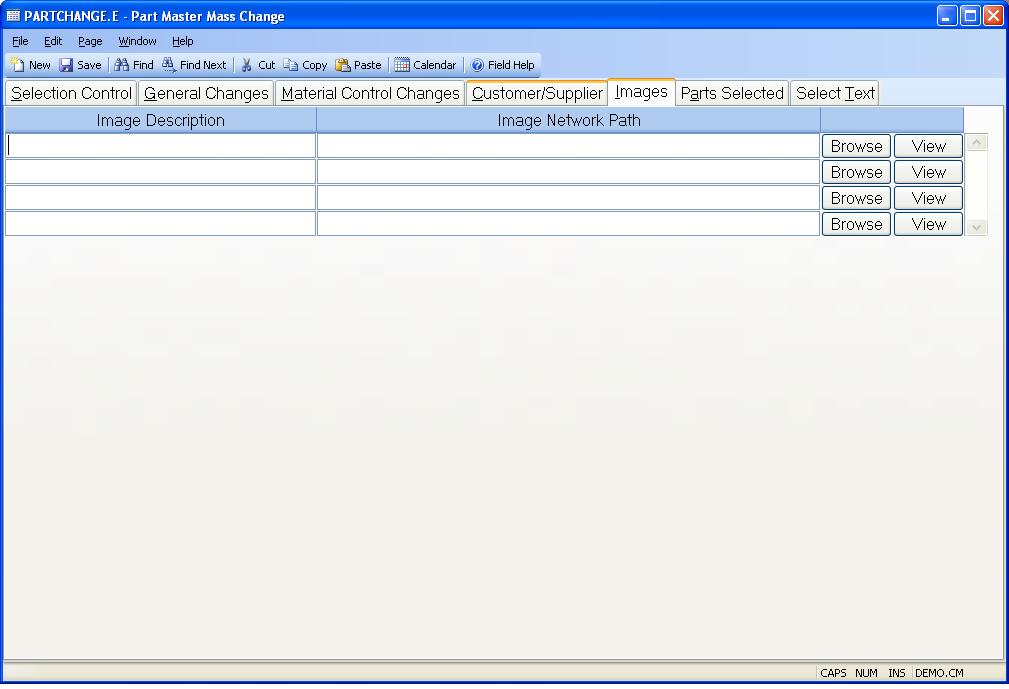 PARTCHANGE.E - Part Master Mass Change
File Edit Page Window Help
New Save Find Find Next Cut Copy Paste Calendar Field Help
Selection Control General Changes Material Control Changes Customer/Supplier Images Parts Selected Select Text
Image Description Image Network Path
Browse View
Browse View
Browse View
Browse View
CAPS NUM INS DEMO.CM